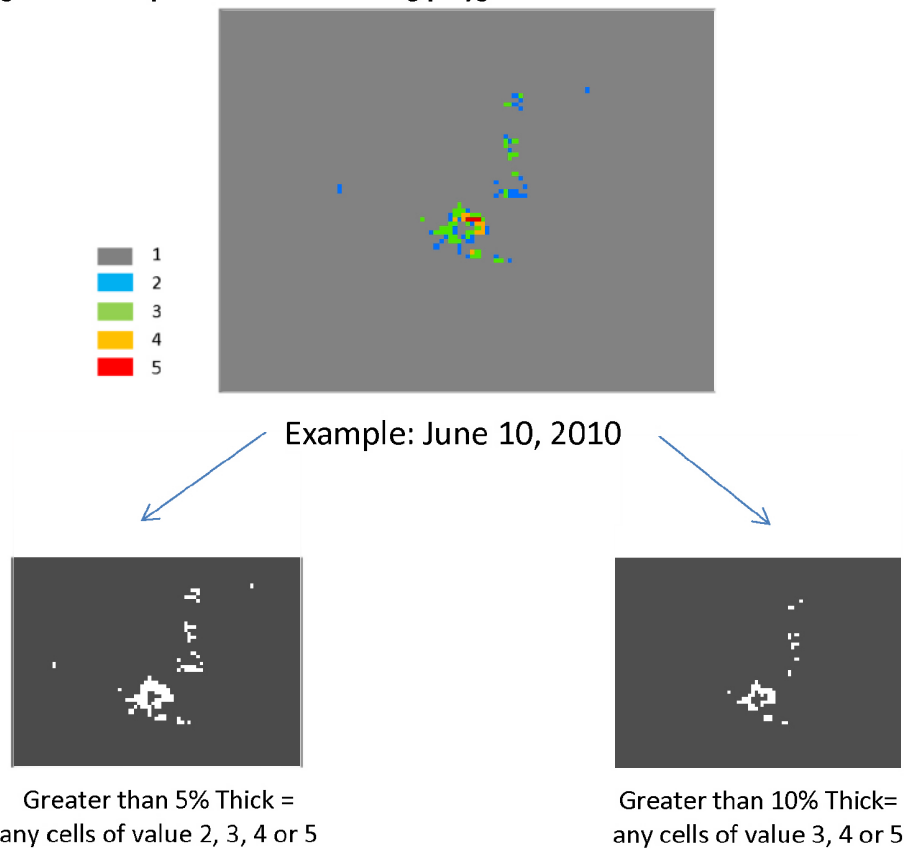 1
2
3
4
5
Example: June 10, 2010
Greater than 5% Thick =
any cells of value 2, 3, 4 or 5
Greater than 10% Thick=
any cells of value 3, 4 or 5